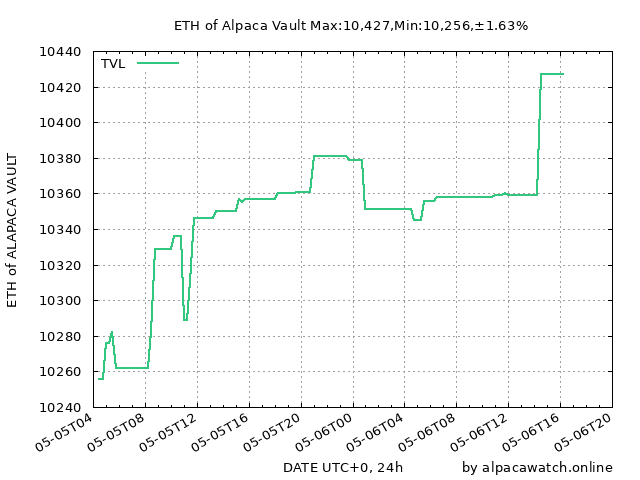 ETH of Alpaca Vault Max:10,427,Min:10,256,±1.63%
TVL
10440
10420
10400
10380
10360
10340
10320
10300
10280
10260
10240
ETH of ALAPACA VAULT
05-05T04
05-05T08
05-05T12
05-05T16
05-05T20
05-06T00
05-06T04
05-06T08
05-06T12
05-06T16
05-06T20
DATE UTC+0, 24h
by alpacawatch.online